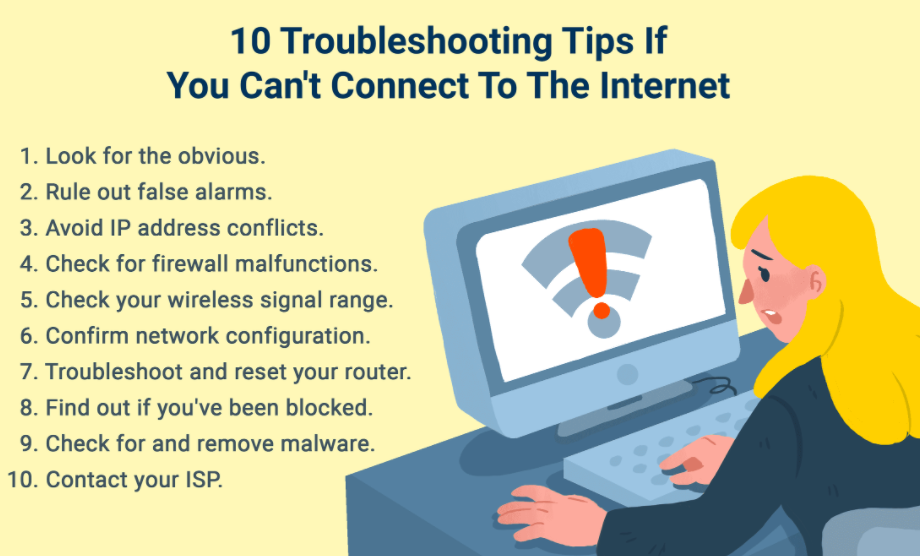 10 Troubleshooting Tips If
You Can't Connect To The Internet
1. Look for the obvious.
2. Rule out false alarms.
3. Avoid IP address conflicts.
4. Check for firewall malfunctions.
5. Check your wireless signal range.
6. Confirm network configuration.
7. Troubleshoot and reset your router.
8. Find out if you've been blocked.
9. Check for and remove malware.
10. Contact your ISP.